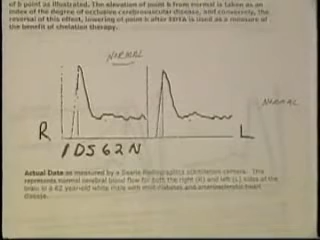 of b point as illustrated. The elevation of point b from normal is taken as an
index of the degree of occlusive cerebrovascular disease, and conversely, the
reversal of this effect, lowering of point b after EDTA is used as a measure of
the benefit of chelation therapy.
NORMAL
NORMAL
R L
1DS62N
Actual Data as measured by a Searle Radiographics scintillation camera. This
represents normal cerebral blood flow for both the right (R) and left (L) sides of the
brain in a 62 year-old white male with mild diabetes and arteriosclerotic heart
disease.